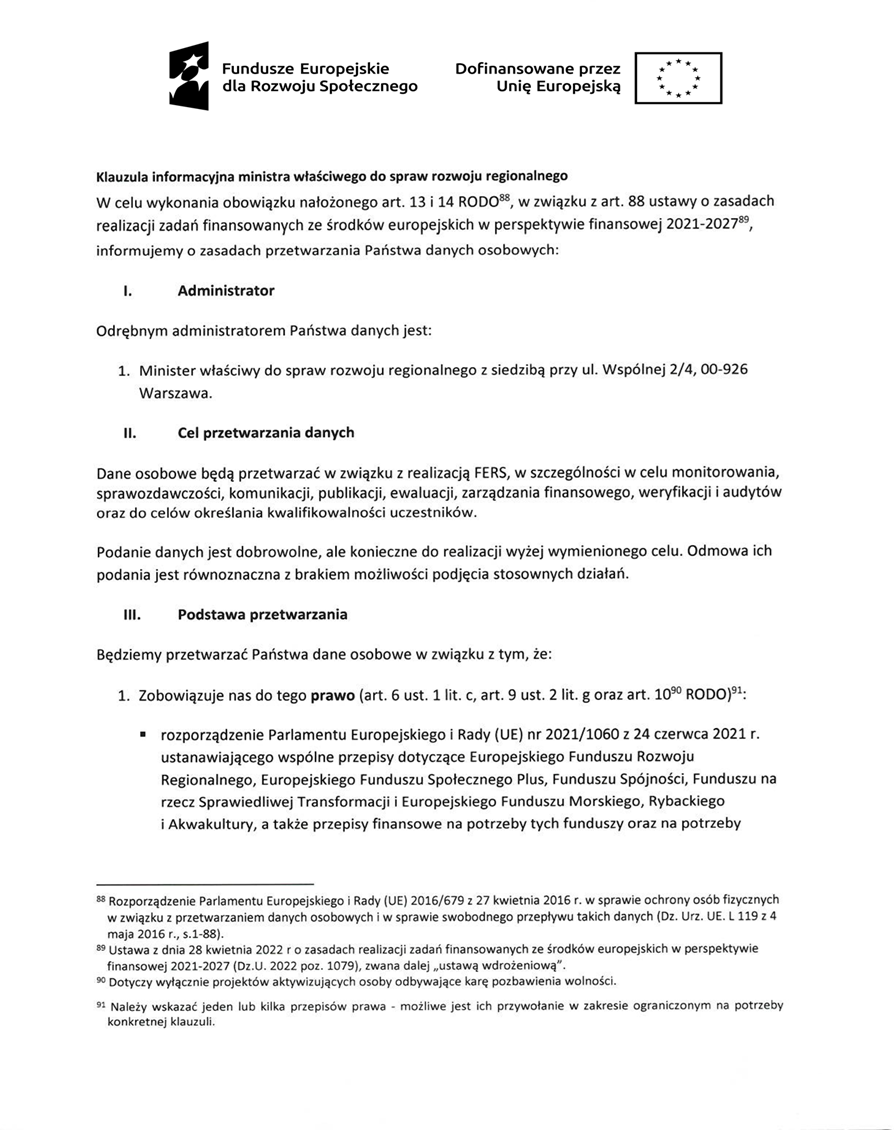 Fundusze Europejskie
dla Rozwoju Społecznego
Dofinansowane przez
Unię Europejską
Klauzula informacyjna ministra właściwego do spraw rozwoju regionalnego
W celu wykonania obowiązku nałożonego art. 13 i 14 RODO88, w związku z art. 88 ustawy o zasadach
realizacji zadań finansowanych ze środków europejskich w perspektywie finansowej 2021-202789,
informujemy o zasadach przetwarzania Państwa danych osobowych:
I. Administrator
Odrębnym administratorem Państwa danych jest:
1. Minister właściwy do spraw rozwoju regionalnego z siedzibą przy ul. Wspólnej 2/4, 00-926
Warszawa.
II. Cel przetwarzania danych
Dane osobowe będą przetwarzać w związku z realizacją FERS, w szczególności w celu monitorowania,
sprawozdawczości, komunikacji, publikacji, ewaluacji, zarządzania finansowego, weryfikacji i audytów
oraz do celów określania kwalifikowalności uczestników.
Podanie danych jest dobrowolne, ale konieczne do realizacji wyżej wymienionego celu. Odmowa ich
podania jest równoznaczna z brakiem możliwości podjęcia stosownych działań.
III. Podstawa przetwarzania
Będziemy przetwarzać Państwa dane osobowe w związku z tym, że:
1. Zobowiązuje nas do tego prawo (art. 6 ust. 1 lit. c, art. 9 ust. 2 lit. g oraz art. 1090 RODO)91:
▪ rozporządzenie Parlamentu Europejskiego i Rady (UE) nr 2021/1060 z 24 czerwca 2021 r.
ustanawiającego wspólne przepisy dotyczące Europejskiego Funduszu Rozwoju
Regionalnego, Europejskiego Funduszu Społecznego Plus, Funduszu Spójności, Funduszu na
rzecz Sprawiedliwej Transformacji i Europejskiego Funduszu Morskiego, Rybackiego
i Akwakultury, a także przepisy finansowe na potrzeby tych funduszy oraz na potrzeby
88 Rozporządzenie Parlamentu Europejskiego i Rady (UE) 2016/679 z 27 kwietnia 2016 r. w sprawie ochrony osób fizycznych
w związku z przetwarzaniem danych osobowych i w sprawie swobodnego przepływu takich danych (Dz. Urz. UE. L 119 z 4
maja 2016 r., s.1-88).
89 Ustawa z dnia 28 kwietnia 2022 r o zasadach realizacji zadań finansowanych ze środków europejskich w perspektywie
finansowej 2021-2027 (Dz.U. 2022 poz. 1079), zwana dalej „ustawą wdrożeniową”.
90 Dotyczy wyłącznie projektów aktywizujących osoby odbywające karę pozbawienia wolności.
91 Należy wskazać jeden lub kilka przepisów prawa - możliwe jest ich przywołanie w zakresie ograniczonym na potrzeby
konkretnej klauzuli.